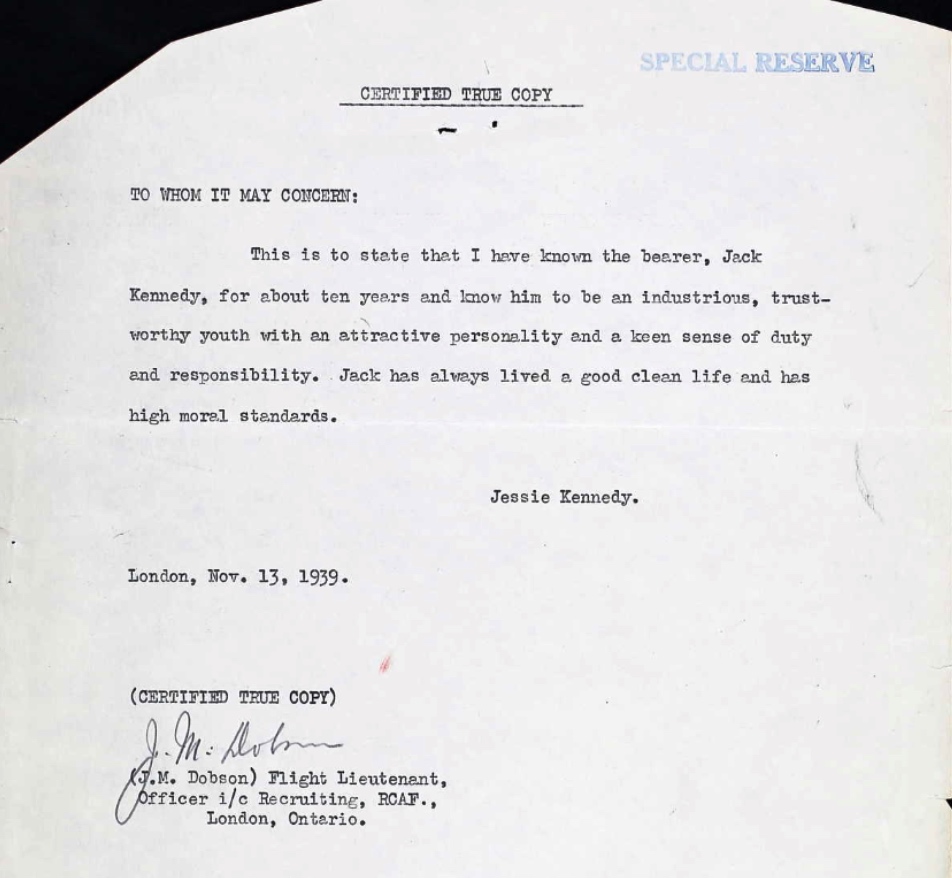 SPECIAL RESERVE
CERTIFIED TRUE COPY
TO WHOM IT MAY CONCERN:
This is to state that I have known the bearer, Jack
Kennedy, for about ten years and know him to be an industrious, trust-
worthy youth with an attractive personality and a keen sense of duty
and responsibility. Jack has always lived a good clean life and has
high moral standards.
Jessie Kennedy.
London, Nov. 13, 1939.
(CERTIFIED TRUE COPY)
J. M. Dobson
(J.M. Dobson) Flight Lieutenant,
Officer i/c Recruiting, RCAF.,
London, Ontario.